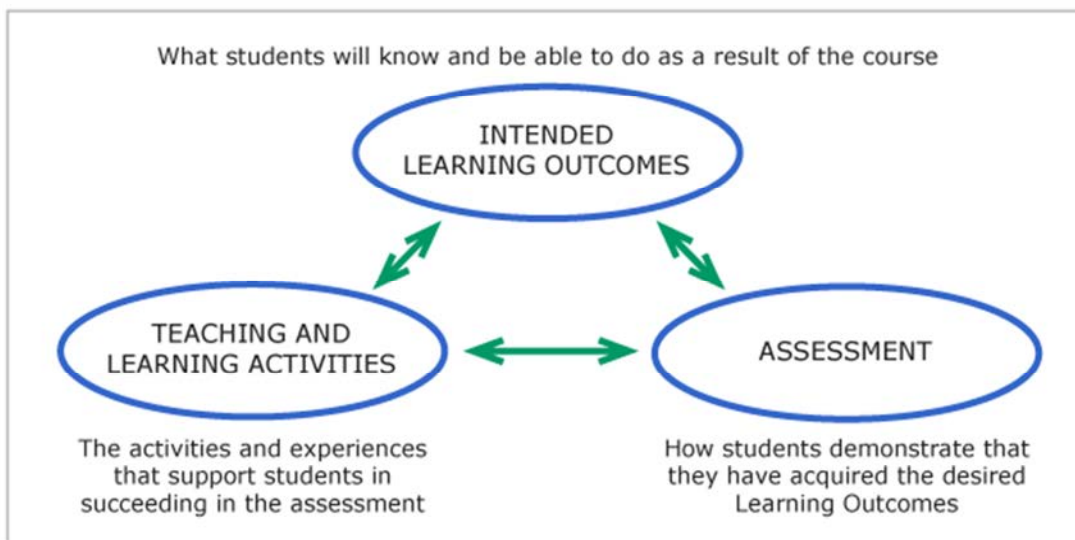 What students will know and be able to do as a result of the course
INTENDED
LEARNING OUTCOMES
TEACHING AND
LEARNING ACTIVITIES
ASSESSMENT
The activities and experiences
that support students in
succeeding in the assessment
How students demonstrate that
they have acquired the desired
Learning Outcomes